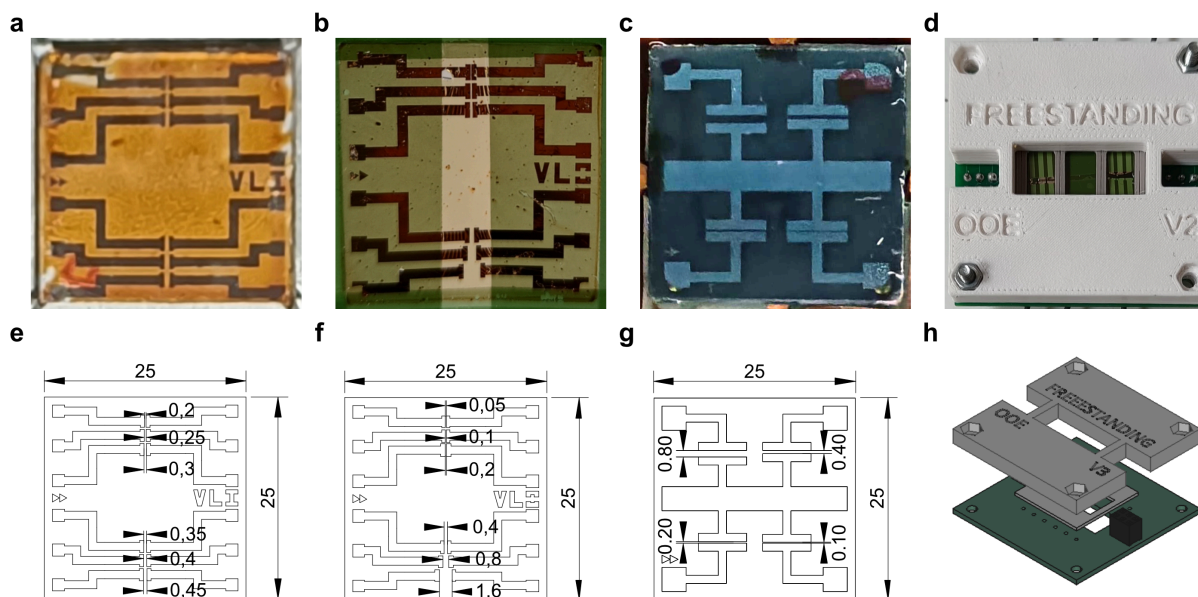 a
b
c
d
VLI
VL
FREESTANDING
OOE
V2
e
f
g
h
25
0,2
0,25
0,3
25
VLI
0,35
0,4
0,45
25
0,05
0,1
0,2
25
VL
0,4
0,8
1,6
25
0.80
0.40
25
0.20
0.10
FREEESTANDING
OOE
V3